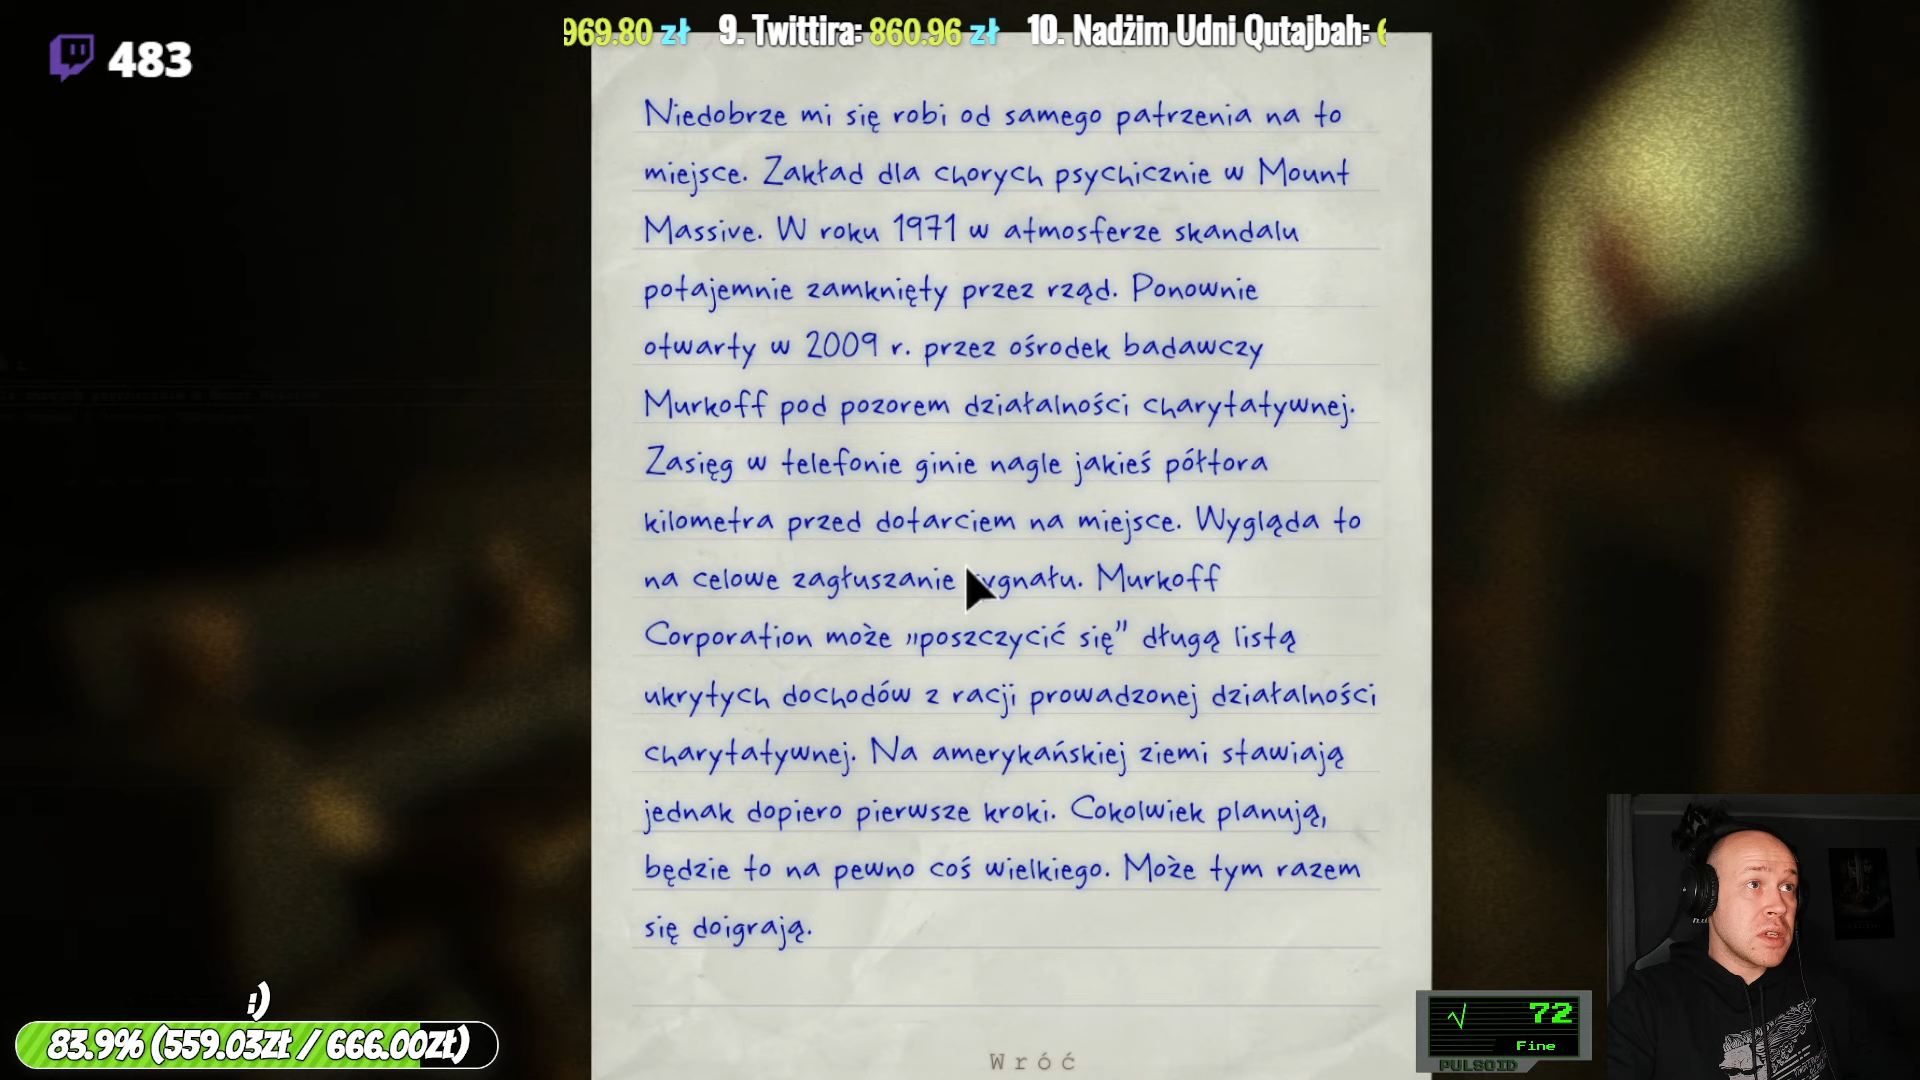 969.80 zł 9. Twittira: 860.96 zł 10. Nadżim Udni Qutajbah:
483
Niedobrze mi się robi od samego patrzenia na to
miejsce. Zakład dla chorych psychicznie w Mount
Massive. W roku 1971 w atmosferze skandalu
potajemnie zamknięty przez rząd. Ponownie
otwarty w 2009 r. przez ośrodek badawczy
Murkoff pod pozorem działalności charytatywnej.
Zasięg w telefonie ginie nagle jakieś półtora
kilometra przed dotarciem na miejsce. Wygląda to
na celowe zagłuszanie sygnału. Murkoff
Corporation może „poszczycić się” długą listą
ukrytych dochodów z racji prowadzonej działalności
charytatywnej. Na amerykańskiej ziemi stawiają
jednak dopiero pierwsze kroki. Cokolwiek planują,
będzie to na pewno coś wielkiego. Może tym razem
się doigrają.
Wróć
:)
83.9% (559.03zł / 666.00zł)
72
Fine
PULSOID